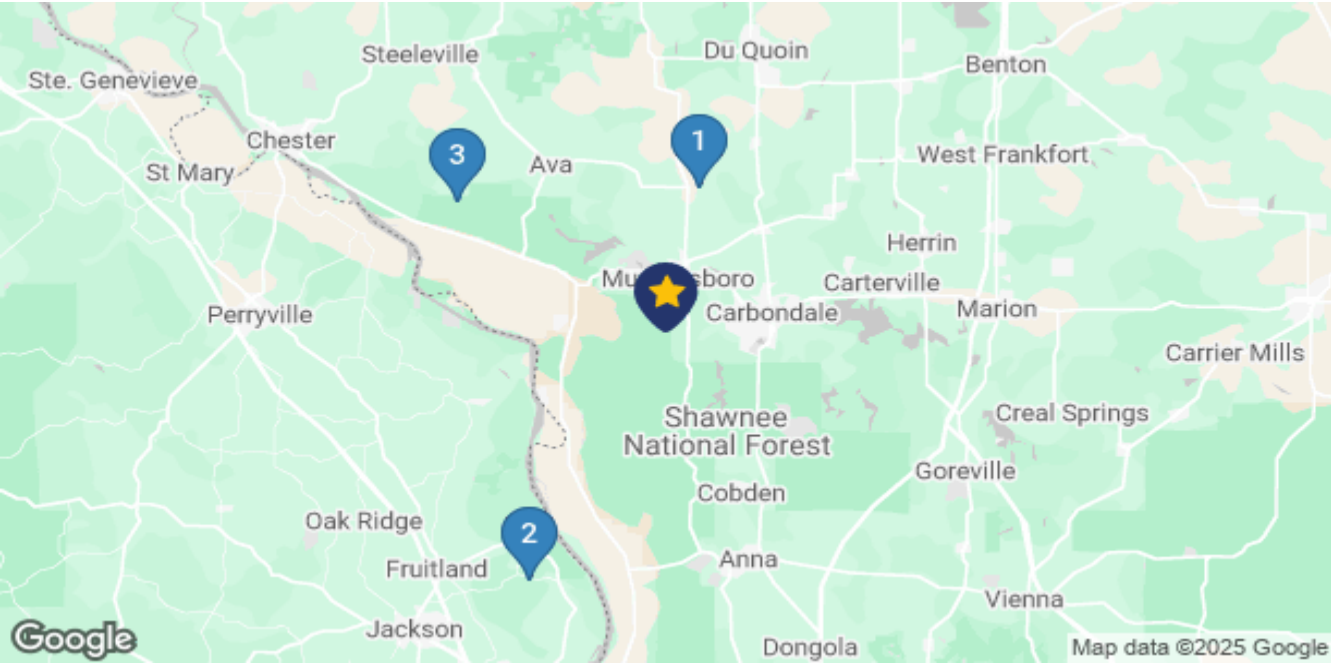 Steeleville
Du Quoin
Benton
Ste. Genevieve
Chester
1
3
Ava
West Frankfort
St Mary
Herrin
Mu sboro
Carterville
Perryville
Carbondale
Marion
Carrier Mills
Shawnee
National Forest
Creal Springs
Goreville
Cobden
Oak Ridge
2
Fruitland
Anna
Vienna
Jackson
Dongola
Google
Map data ©2025 Google